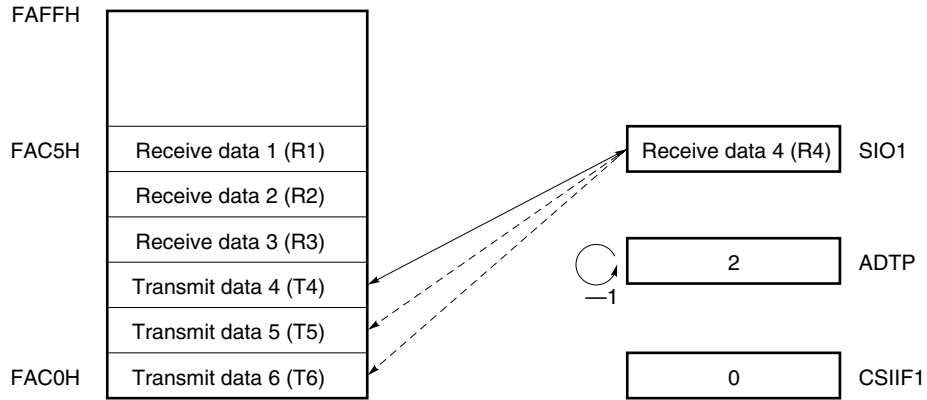 FAFFH
FAC5H
Receive data 1 (R1)
Receive data 2 (R2)
Receive data 3 (R3)
Transmit data 4 (T4)
Transmit data 5 (T5)
FAC0H
Transmit data 6 (T6)
Receive data 4 (R4)
SIO1
2
ADTP
—1
0
CSIIF1